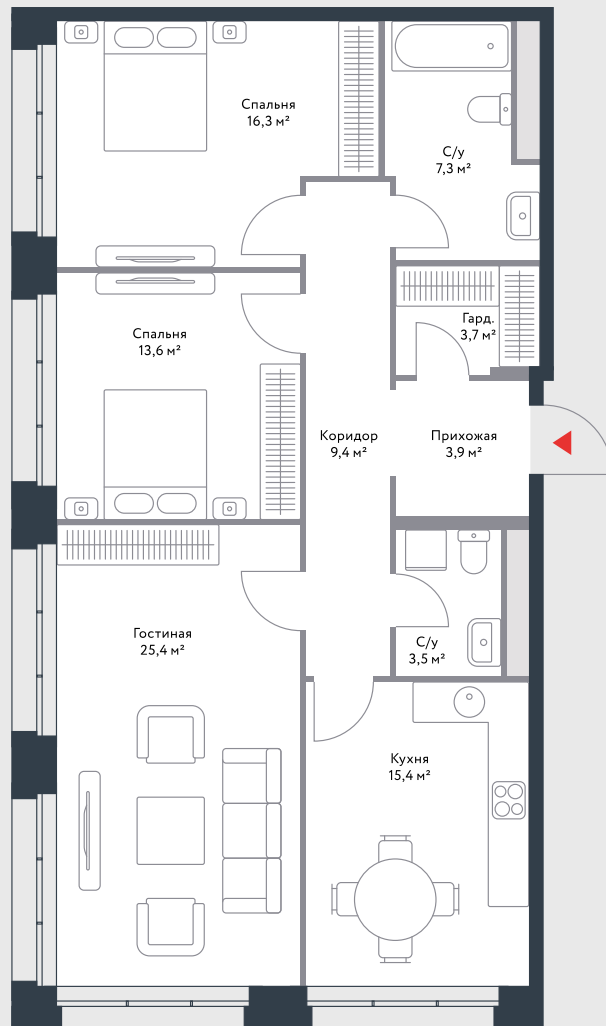 Спальня
16,3 м²
С/у
7,3 м²
Гард.
3,7 м²
Спальня
13,6 м²
Коридор
9,4 м²
Прихожая
3,9 м²
Гостиная
25,4 м²
С/у
3,5 м²
Кухня
15,4 м²